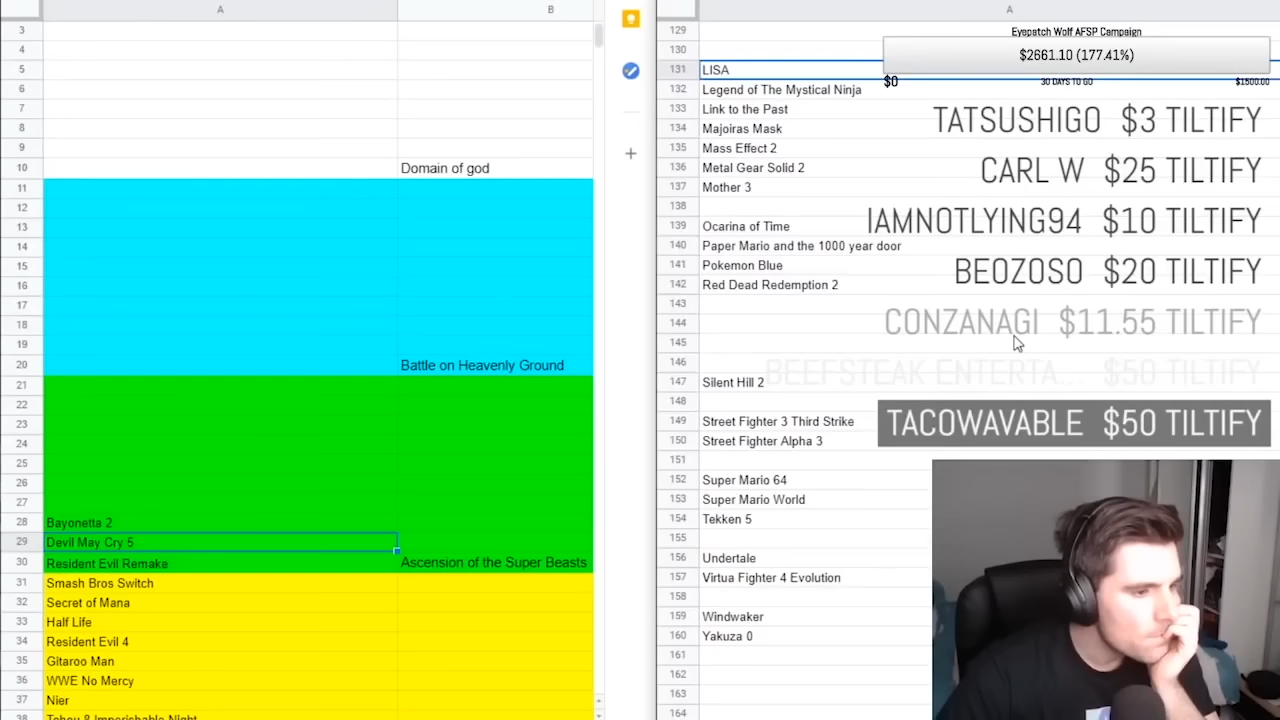 A
B
3
4
5
6
7
8
9
10 Domain of god
11
12
13
14
15
16
17
18
19
20 Battle on Heavenly Ground
21
22
23
24
25
26
27
28 Bayonetta 2
29 Devil May Cry 5
30 Resident Evil Remake Ascension of the Super Beasts
31 Smash Bros Switch
32 Secret of Mana
33 Half Life
34 Resident Evil 4
35 Gitaroo Man
36 WWE No Mercy
37 Nier
38 Tohou 8 Imperishable Night
A
129
130
131 LISA
132 Legend of The Mystical Ninja
133 Link to the Past
134 Majoiras Mask
135 Mass Effect 2
136 Metal Gear Solid 2
137 Mother 3
138
139 Ocarina of Time
140 Paper Mario and the 1000 year door
141 Pokemon Blue
142 Red Dead Redemption 2
143
144
145
146
147 Silent Hill 2
148
149 Street Fighter 3 Third Strike
150 Street Fighter Alpha 3
151
152 Super Mario 64
153 Super Mario World
154 Tekken 5
155
156 Undertale
157 Virtua Fighter 4 Evolution
158
159 Windwaker
160 Yakuza 0
161
162
163
164
Eyepatch Wolf AFSP Campaign
$2661.10 (177.41%)
$0 30 DAYS TO GO $1500.00
TATSUSHIGO $3 TILTIFY
CARL W $25 TILTIFY
IAMNOTLYING94 $10 TILTIFY
BEOZOSO $20 TILTIFY
CONZANAGI $11.55 TILTIFY
BEEFSTEAK ENTERTA... $50 TILTIFY
TACOWAVABLE $50 TILTIFY